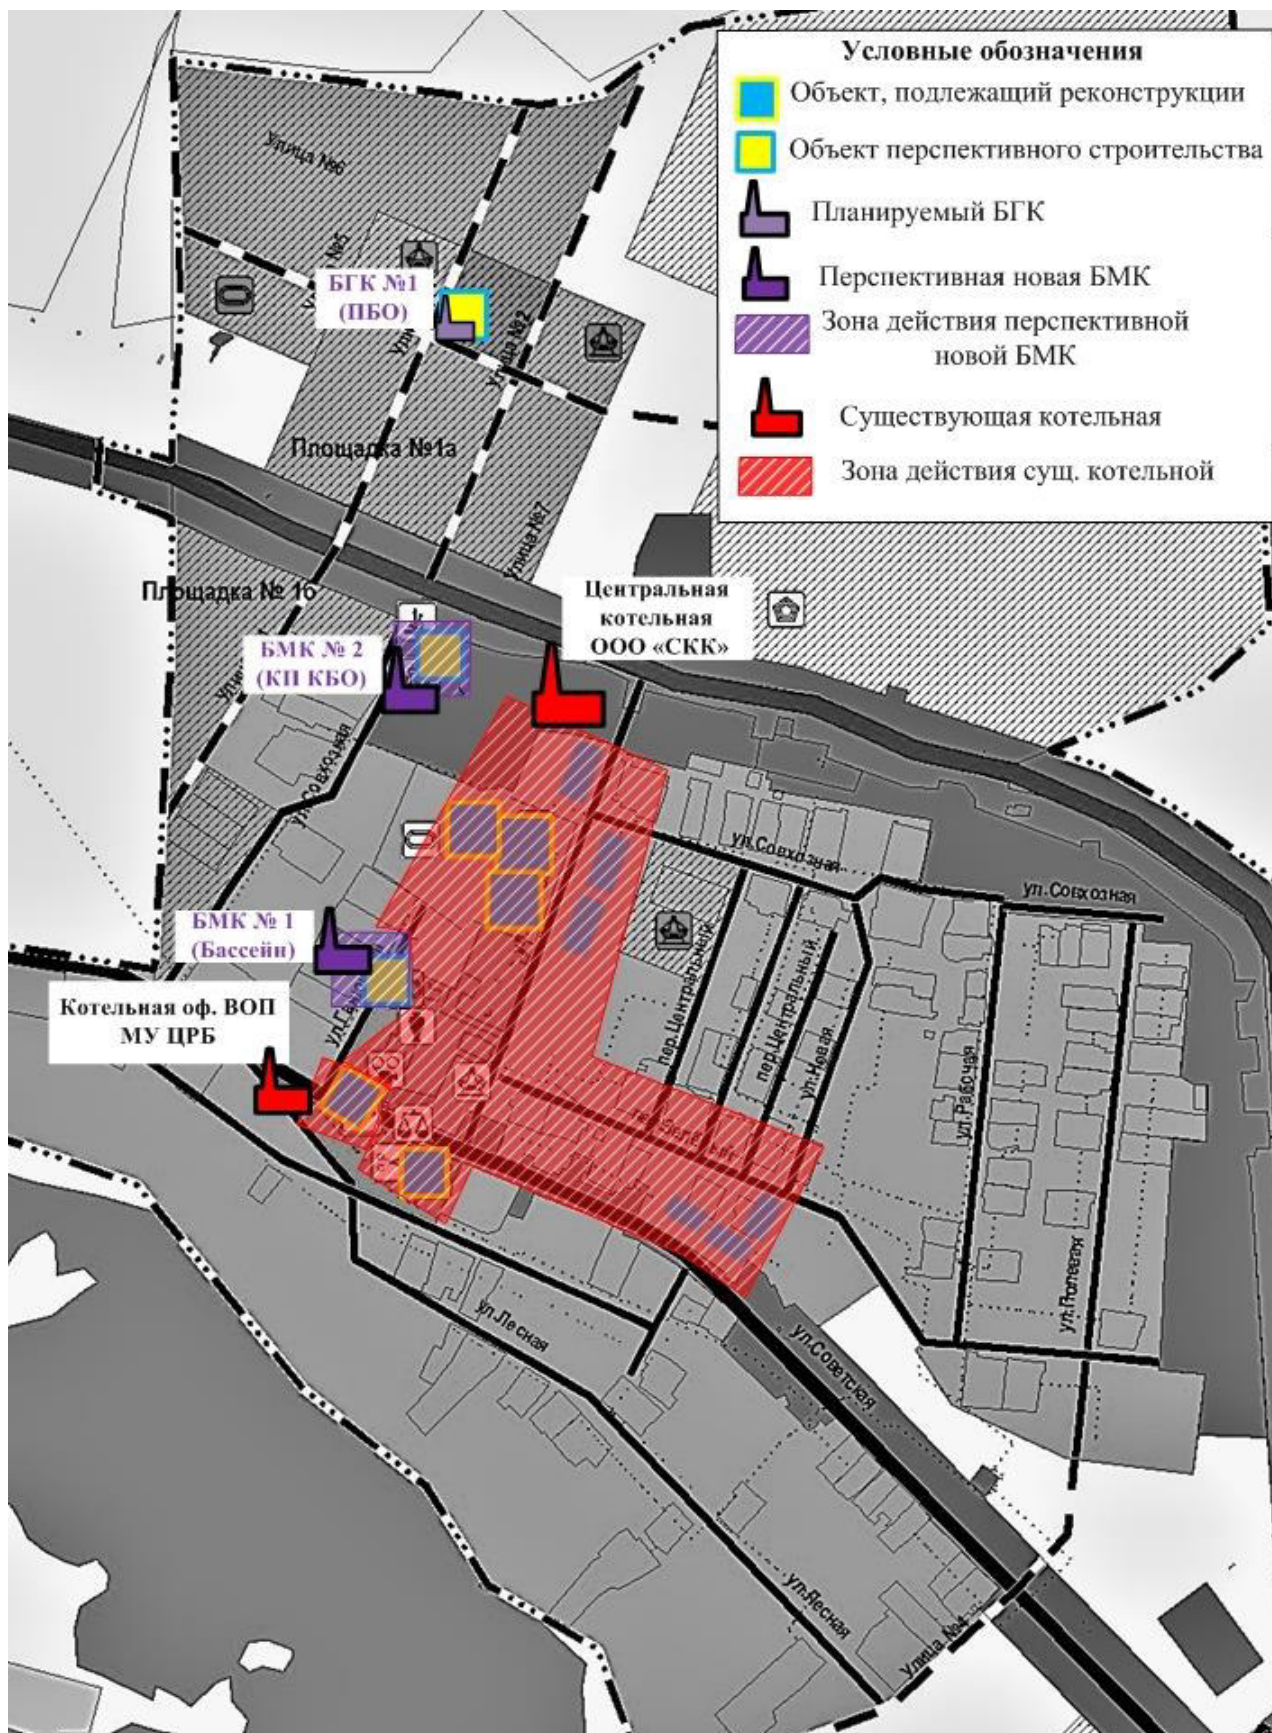 Условные обозначения
Объект, подлежащий реконструкции
Объект перспективного строительства
Планируемый БГК
Перспективная новая БМК
Зона действия перспективной
новой БМК
Существующая котельная
Зона действия сущ. котельной
Улица №6
№5
БГК №1
(ПБО)
Улица №2
Площадка №1а
Улица №7
Площадка № 1б
Центральная
котельная
ООО «СКК»
БМК № 2
(КП КБО)
ул.Совхозная
ул.Совхозная
ул.Совхозная
БМК № 1
(Бассейн)
Котельная оф. ВОП
МУ ЦРБ
пер.Центральный
пер.Центральный
ул.Новая
ул.Рабочая
ул.Полевая
ул.Лесная
ул.Советская
ул.Лесная
Улица №4